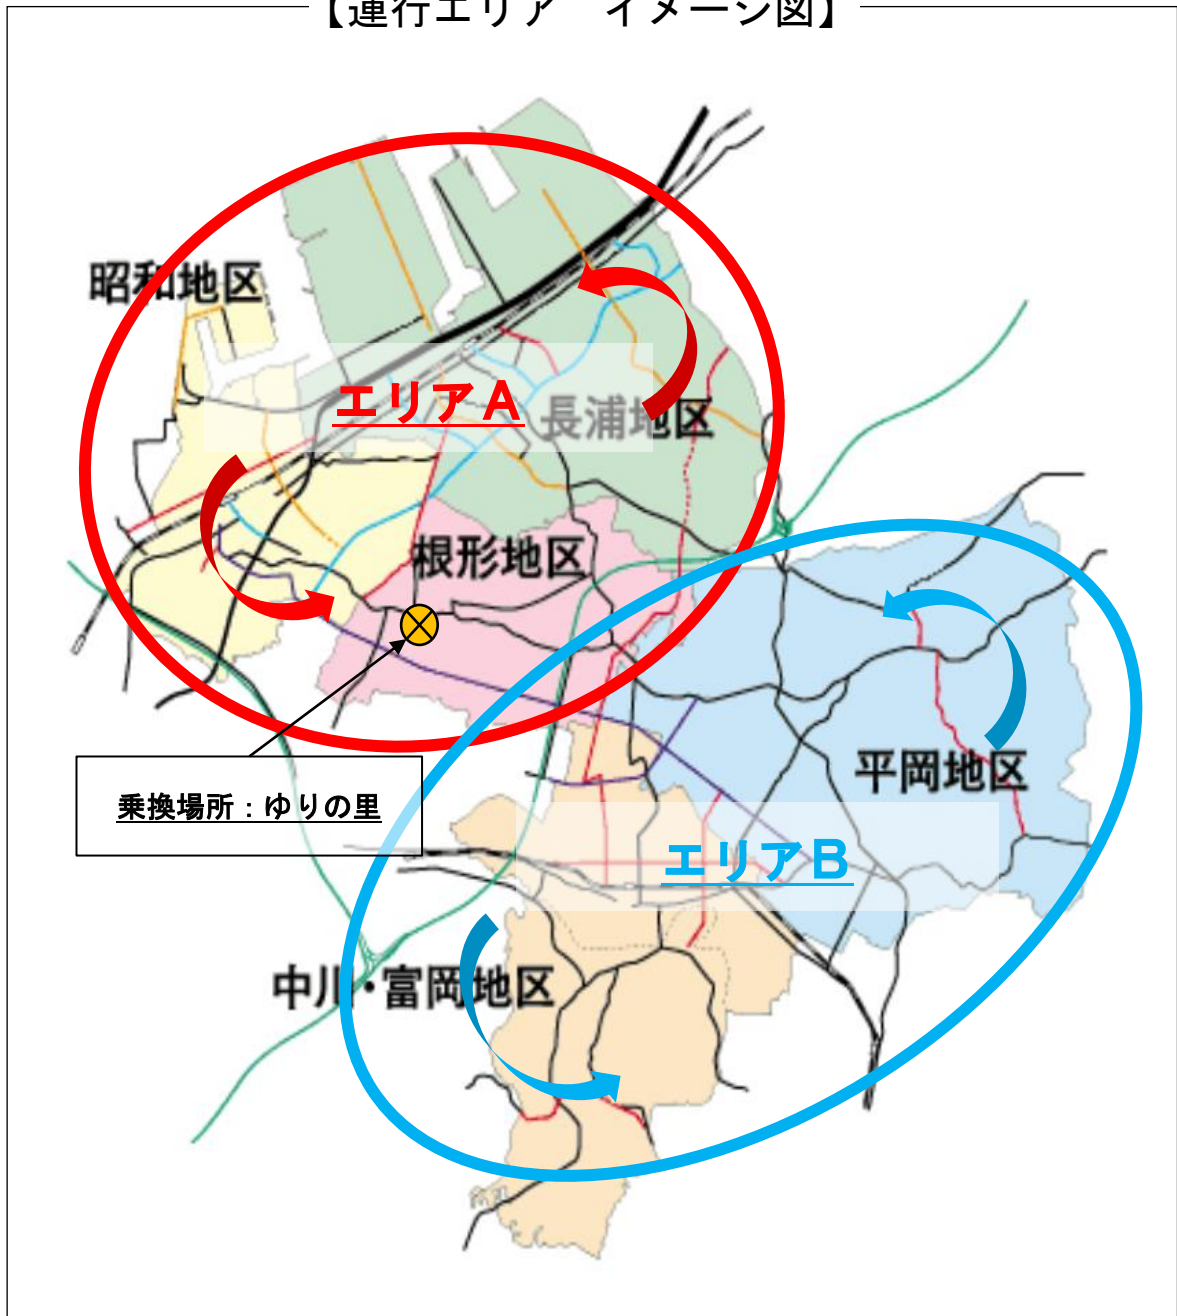 【運行エリア　イメージ図】
昭和地区
エリアA
長浦地区
根形地区
平岡地区
乗換場所：ゆりの里
エリアB
中川・富岡地区